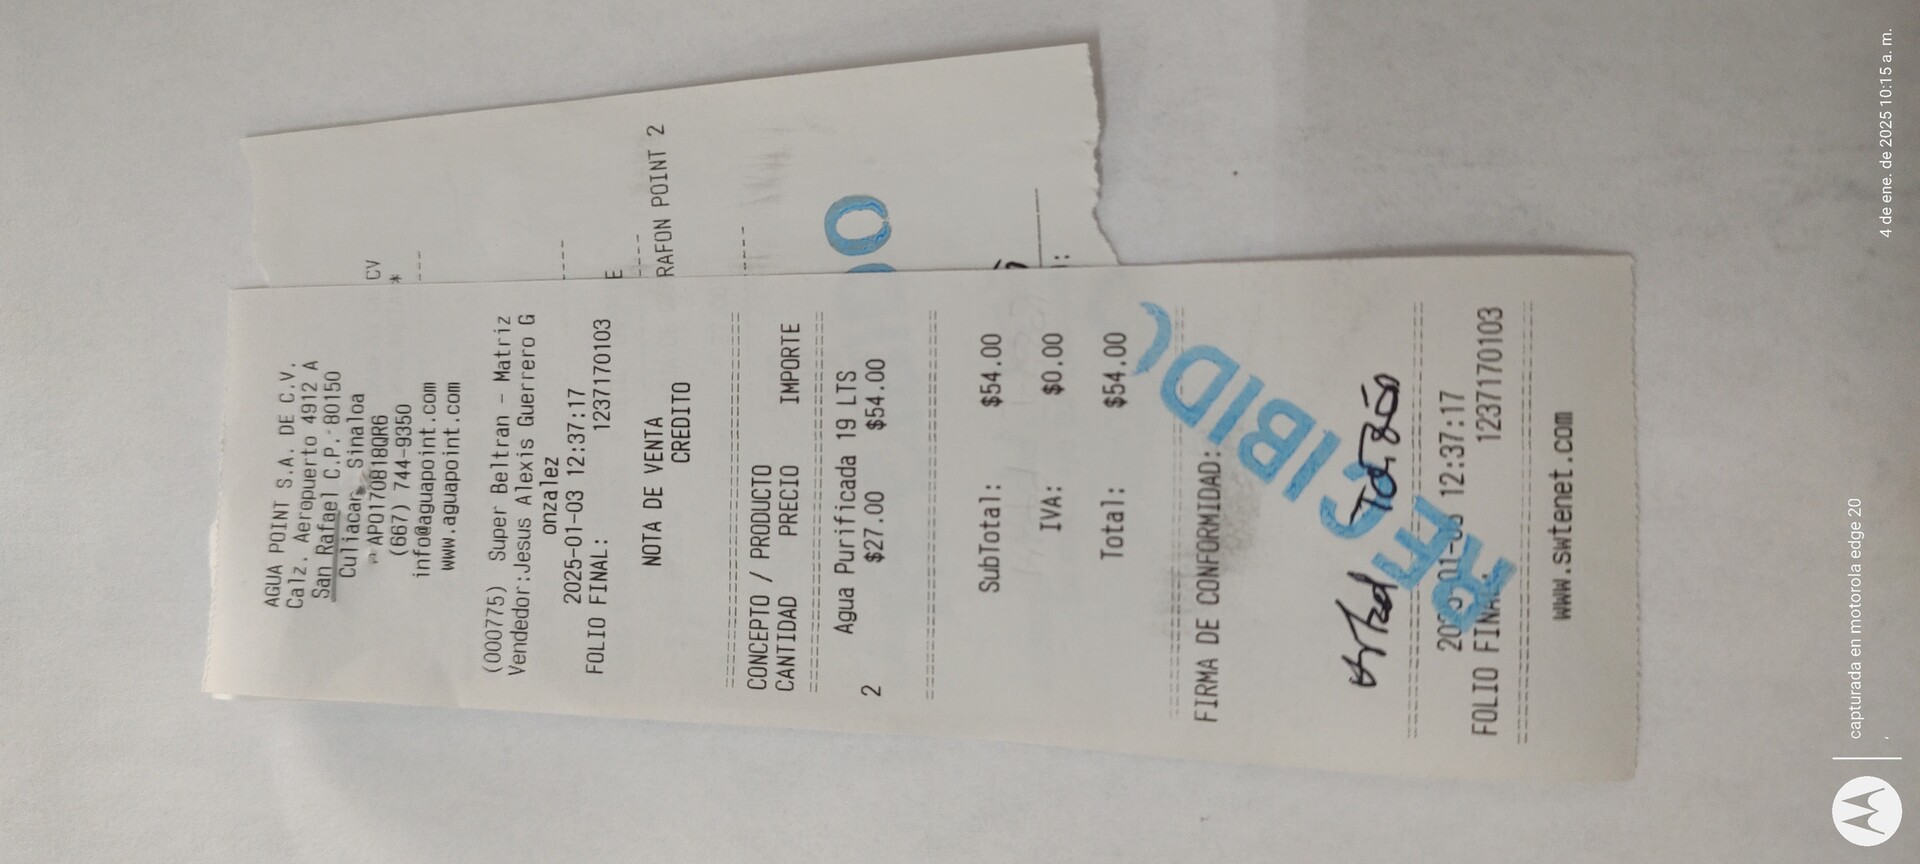 AGUA POINT S.A. DE C.V.
Calz. Aeropuerto 4912 A
San Rafael C.P. 80150
Culiacan, Sinaloa
APO170818QR6
(667) 744-9350
info@aguapoint.com
www.aguapoint.com
(000775) Super Beltran - Matriz
Vendedor:Jesus Alexis Guerrero G
onzalez
2025-01-03 12:37:17
FOLIO FINAL: 1237170103
NOTA DE VENTA
CREDITO
CONCEPTO / PRODUCTO
CANTIDAD PRECIO IMPORTE
Agua Purificada 19 LTS
2 $27.00 $54.00
SubTotal: $54.00
IVA: $0.00
Total: $54.00
FIRMA DE CONFORMIDAD:
RECIBIDO
12:37:17
FOLIO FINAL: 1237170103
www.swtenet.com
CV
*
E
RAFON POINT 2
DO
capturada en motorola edge 20
4 de ene. de 2025 10:15 a. m.